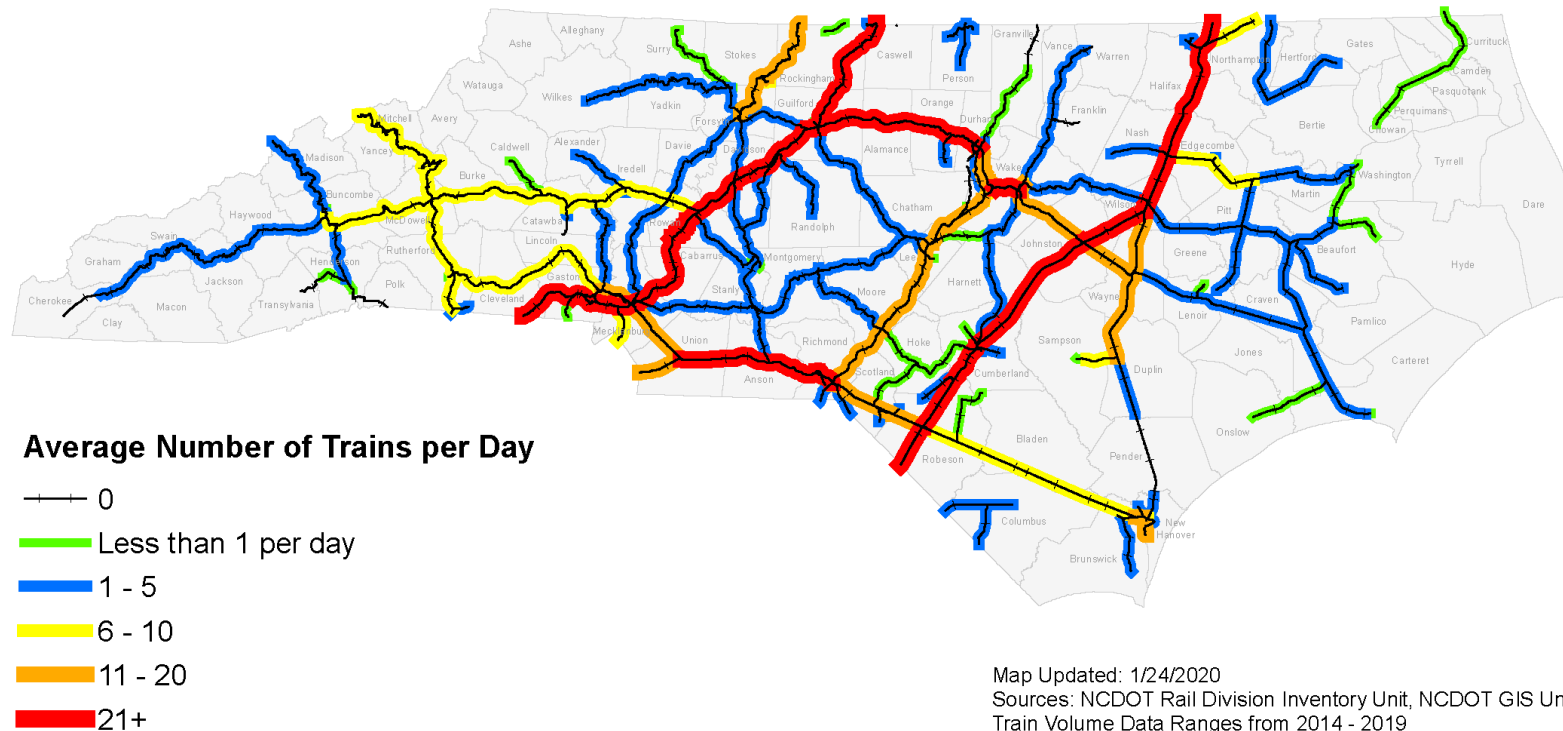 Ashe
Alleghany
Surry
Stokes
Rockingham
Caswell
Person
Granville
Vance
Warren
Halifax
Northampton
Hertford
Gates
Currituck
Camden
Pasquotank
Perquimans
Chowan
Watauga
Wilkes
Yadkin
Forsyth
Guilford
Orange
Durham
Franklin
Nash
Edgecombe
Bertie
Mitchell
Avery
Yancey
Madison
Caldwell
Alexander
Iredell
Davie
Davidson
Alamance
Wake
Martin
Washington
Tyrrell
Dare
Buncombe
Burke
McDowell
Catawba
Rowan
Randolph
Chatham
Wilson
Pitt
Beaufort
Hyde
Haywood
Swain
Graham
Jackson
Rutherford
Lincoln
Cabarrus
Montgomery
Lee
Johnston
Greene
Cherokee
Macon
Clay
Transylvania
Henderson
Polk
Cleveland
Gaston
Mecklenburg
Stanly
Moore
Harnett
Wayne
Lenoir
Craven
Pamlico
Union
Anson
Richmond
Hoke
Scotland
Cumberland
Sampson
Duplin
Jones
Carteret
Onslow
Robeson
Bladen
Pender
Columbus
New
Hanover
Brunswick
Average Number of Trains per Day
0
Less than 1 per day
1 - 5
6 - 10
11 - 20
21+
Map Updated: 1/24/2020
Sources: NCDOT Rail Division Inventory Unit, NCDOT GIS Un
Train Volume Data Ranges from 2014 - 2019